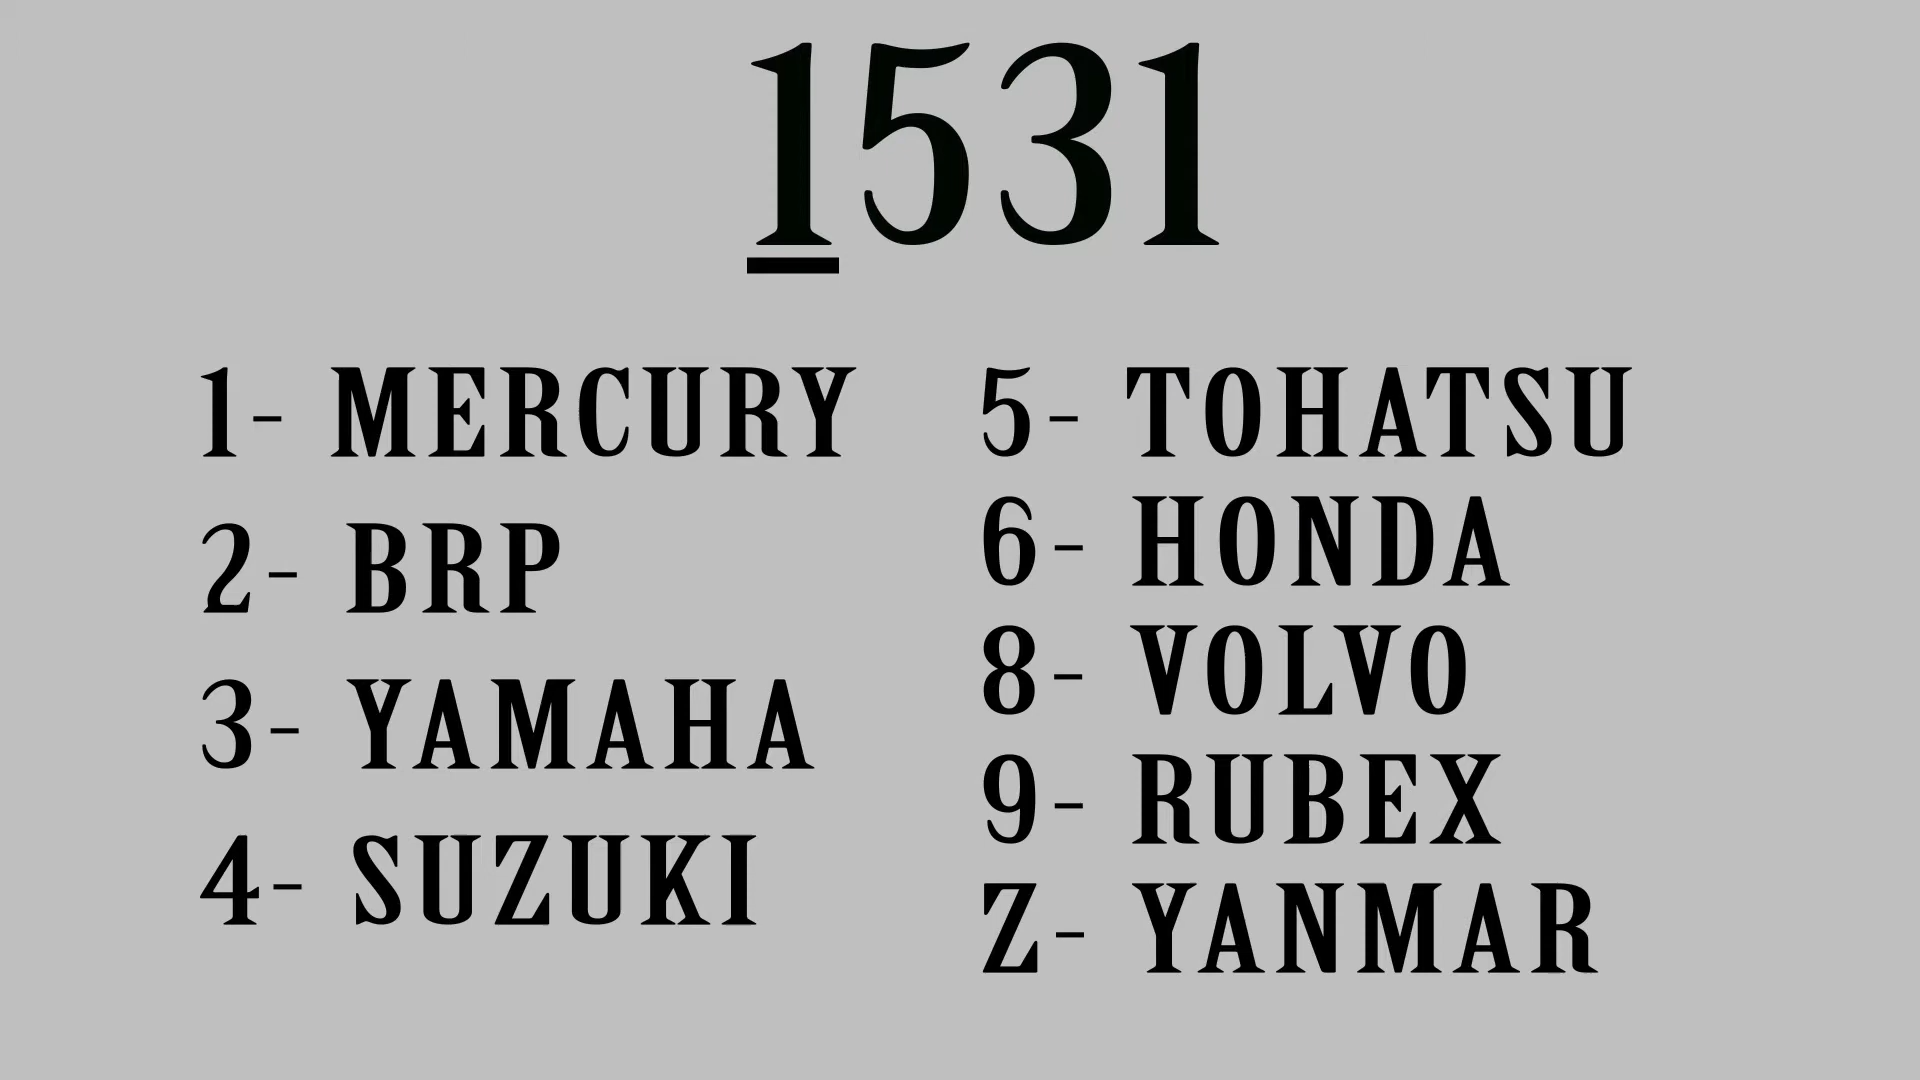 1531
1- MERCURY
2- BRP
3- YAMAHA
4- SUZUKI
5- TOHATSU
6- HONDA
8- VOLVO
9- RUBEX
Z- YANMAR